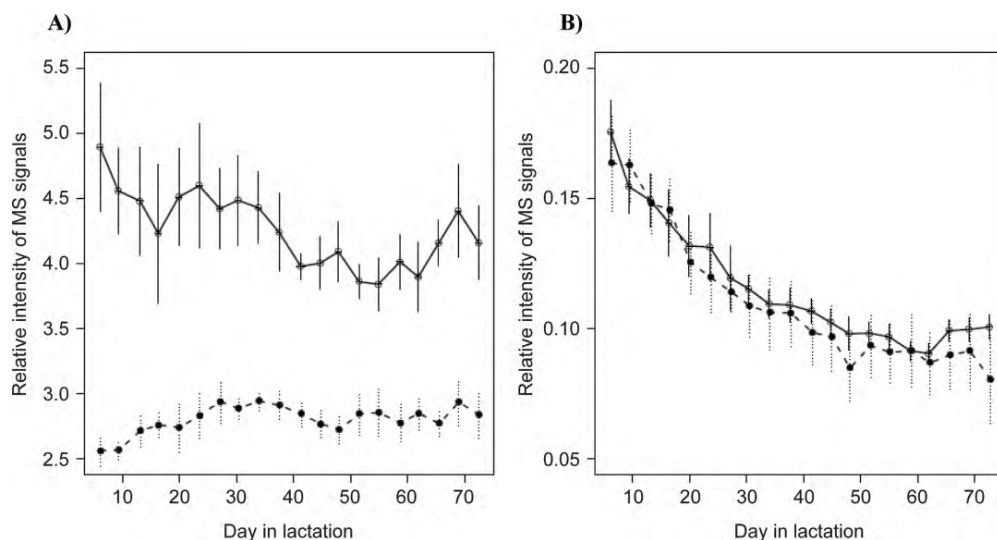 A)
5.5
5.0
4.5
4.0
3.5
3.0
2.5
Relative intensity of MS signals
10 20 30 40 50 60 70
Day in lactation
B)
0.20
0.15
0.10
0.05
Relative intensity of MS signals
10 20 30 40 50 60 70
Day in lactation